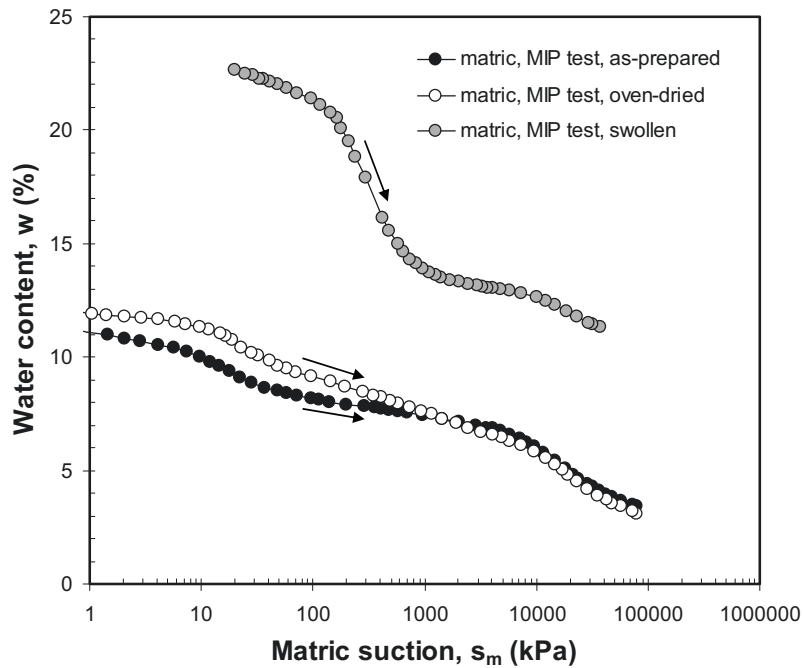 25
20
15
10
5
0
Water content, w (%)
matric, MIP test, as-prepared
matric, MIP test, oven-dried
matric, MIP test, swollen
1 10 100 1000 10000 100000 1000000
Matric suction, sm (kPa)